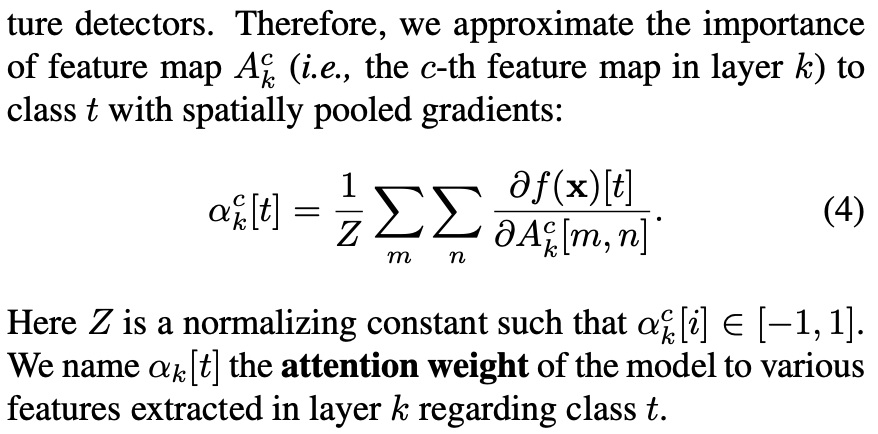 ture detectors. Therefore, we approximate the importance
of feature map $A_k^c$ (i.e., the c-th feature map in layer k) to
class t with spatially pooled gradients:
$\alpha_k^c[t] = \frac{1}{Z} \sum_m \sum_n \frac{\partial f(\mathbf{x})[t]}{\partial A_k^c[m, n]}.$ (4)
Here Z is a normalizing constant such that $\alpha_k^c[i] \in [-1, 1]$.
We name $\alpha_k[t]$ the attention weight of the model to various
features extracted in layer k regarding class t.